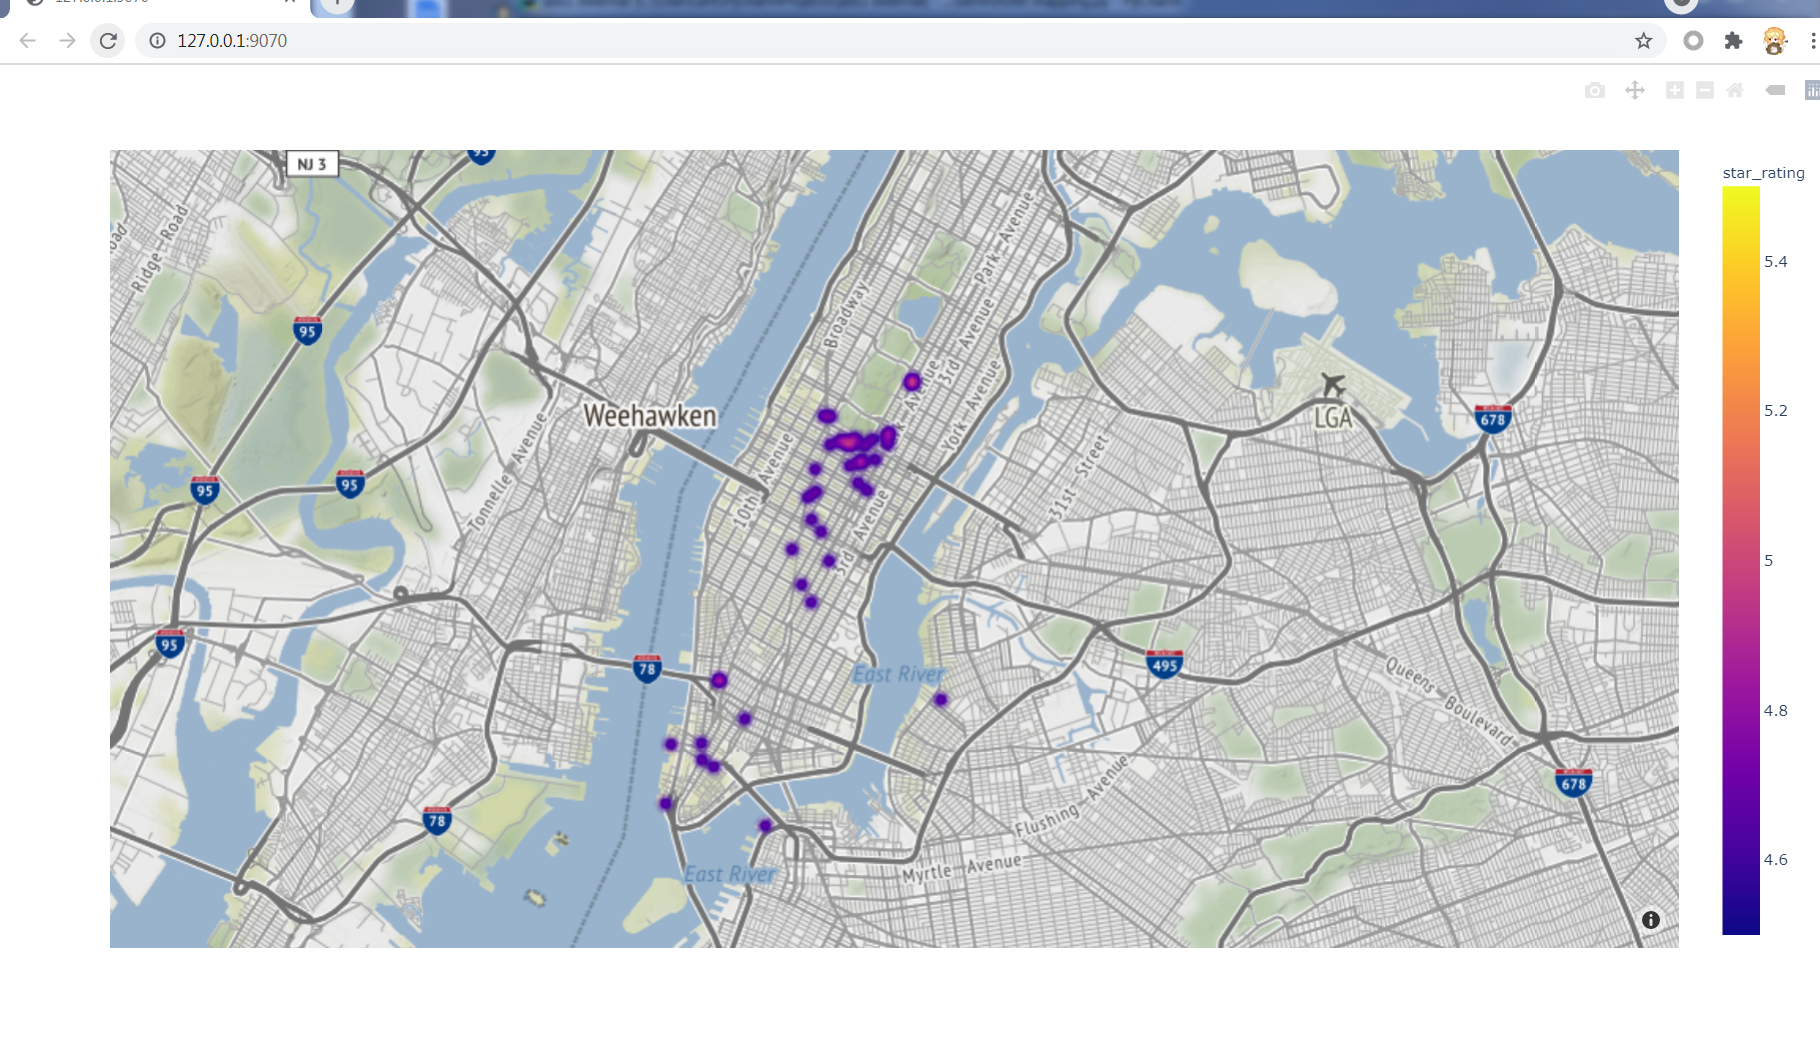 127.0.0.1:9070
star_rating
NJ 3
95
Ridge Road
Park Avenue
Broadway
3rd Avenue
95
5.4
Weehawken
York Avenue
LGA
678
5.2
10th Avenue
Tonnelle Avenue
31st Street
95
95
3rd Avenue
5
95
78
East River
495
Queens Boulevard
4.8
678
78
Flushing Avenue
Myrtle Avenue
East River
4.6